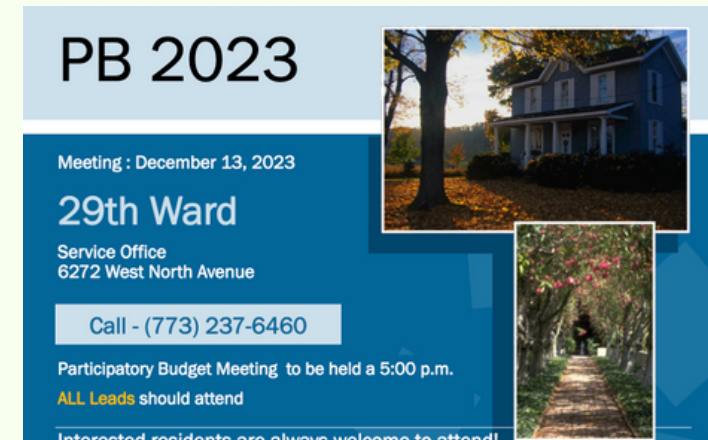 PB 2023
Meeting : December 13, 2023
29th Ward
Service Office
6272 West North Avenue
Call - (773) 237-6460
Participatory Budget Meeting to be held a 5:00 p.m.
ALL Leads should attend
Interested residents are always welcome to attend!